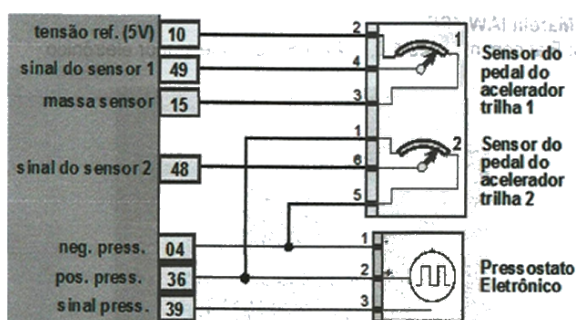 tensão ref. (5V) 10
sinal do sensor 1 49
massa sensor 15
sinal do sensor 2 48
neg. press. 04
pos. press. 36
sinal press. 39
2
4
3
1
6
5
1
2
Sensor do
pedal do
acelerador
trilha 1
Sensor do
pedal do
acelerador
trilha 2
1 -
2 +
3
Pressostato
Eletrônico